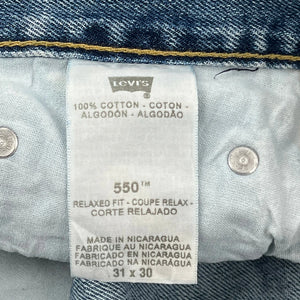 Levi's
100% COTTON - COTON -
ALGODÓN - ALGODÃO
550™
RELAXED FIT - COUPE RELAX -
CORTE RELAJADO
MADE IN NICARAGUA
FABRIQUE AU NICARAGUA
FABRICADO EN NICARAGUA
FABRICADO NA NICARÁGUA
31 x 30